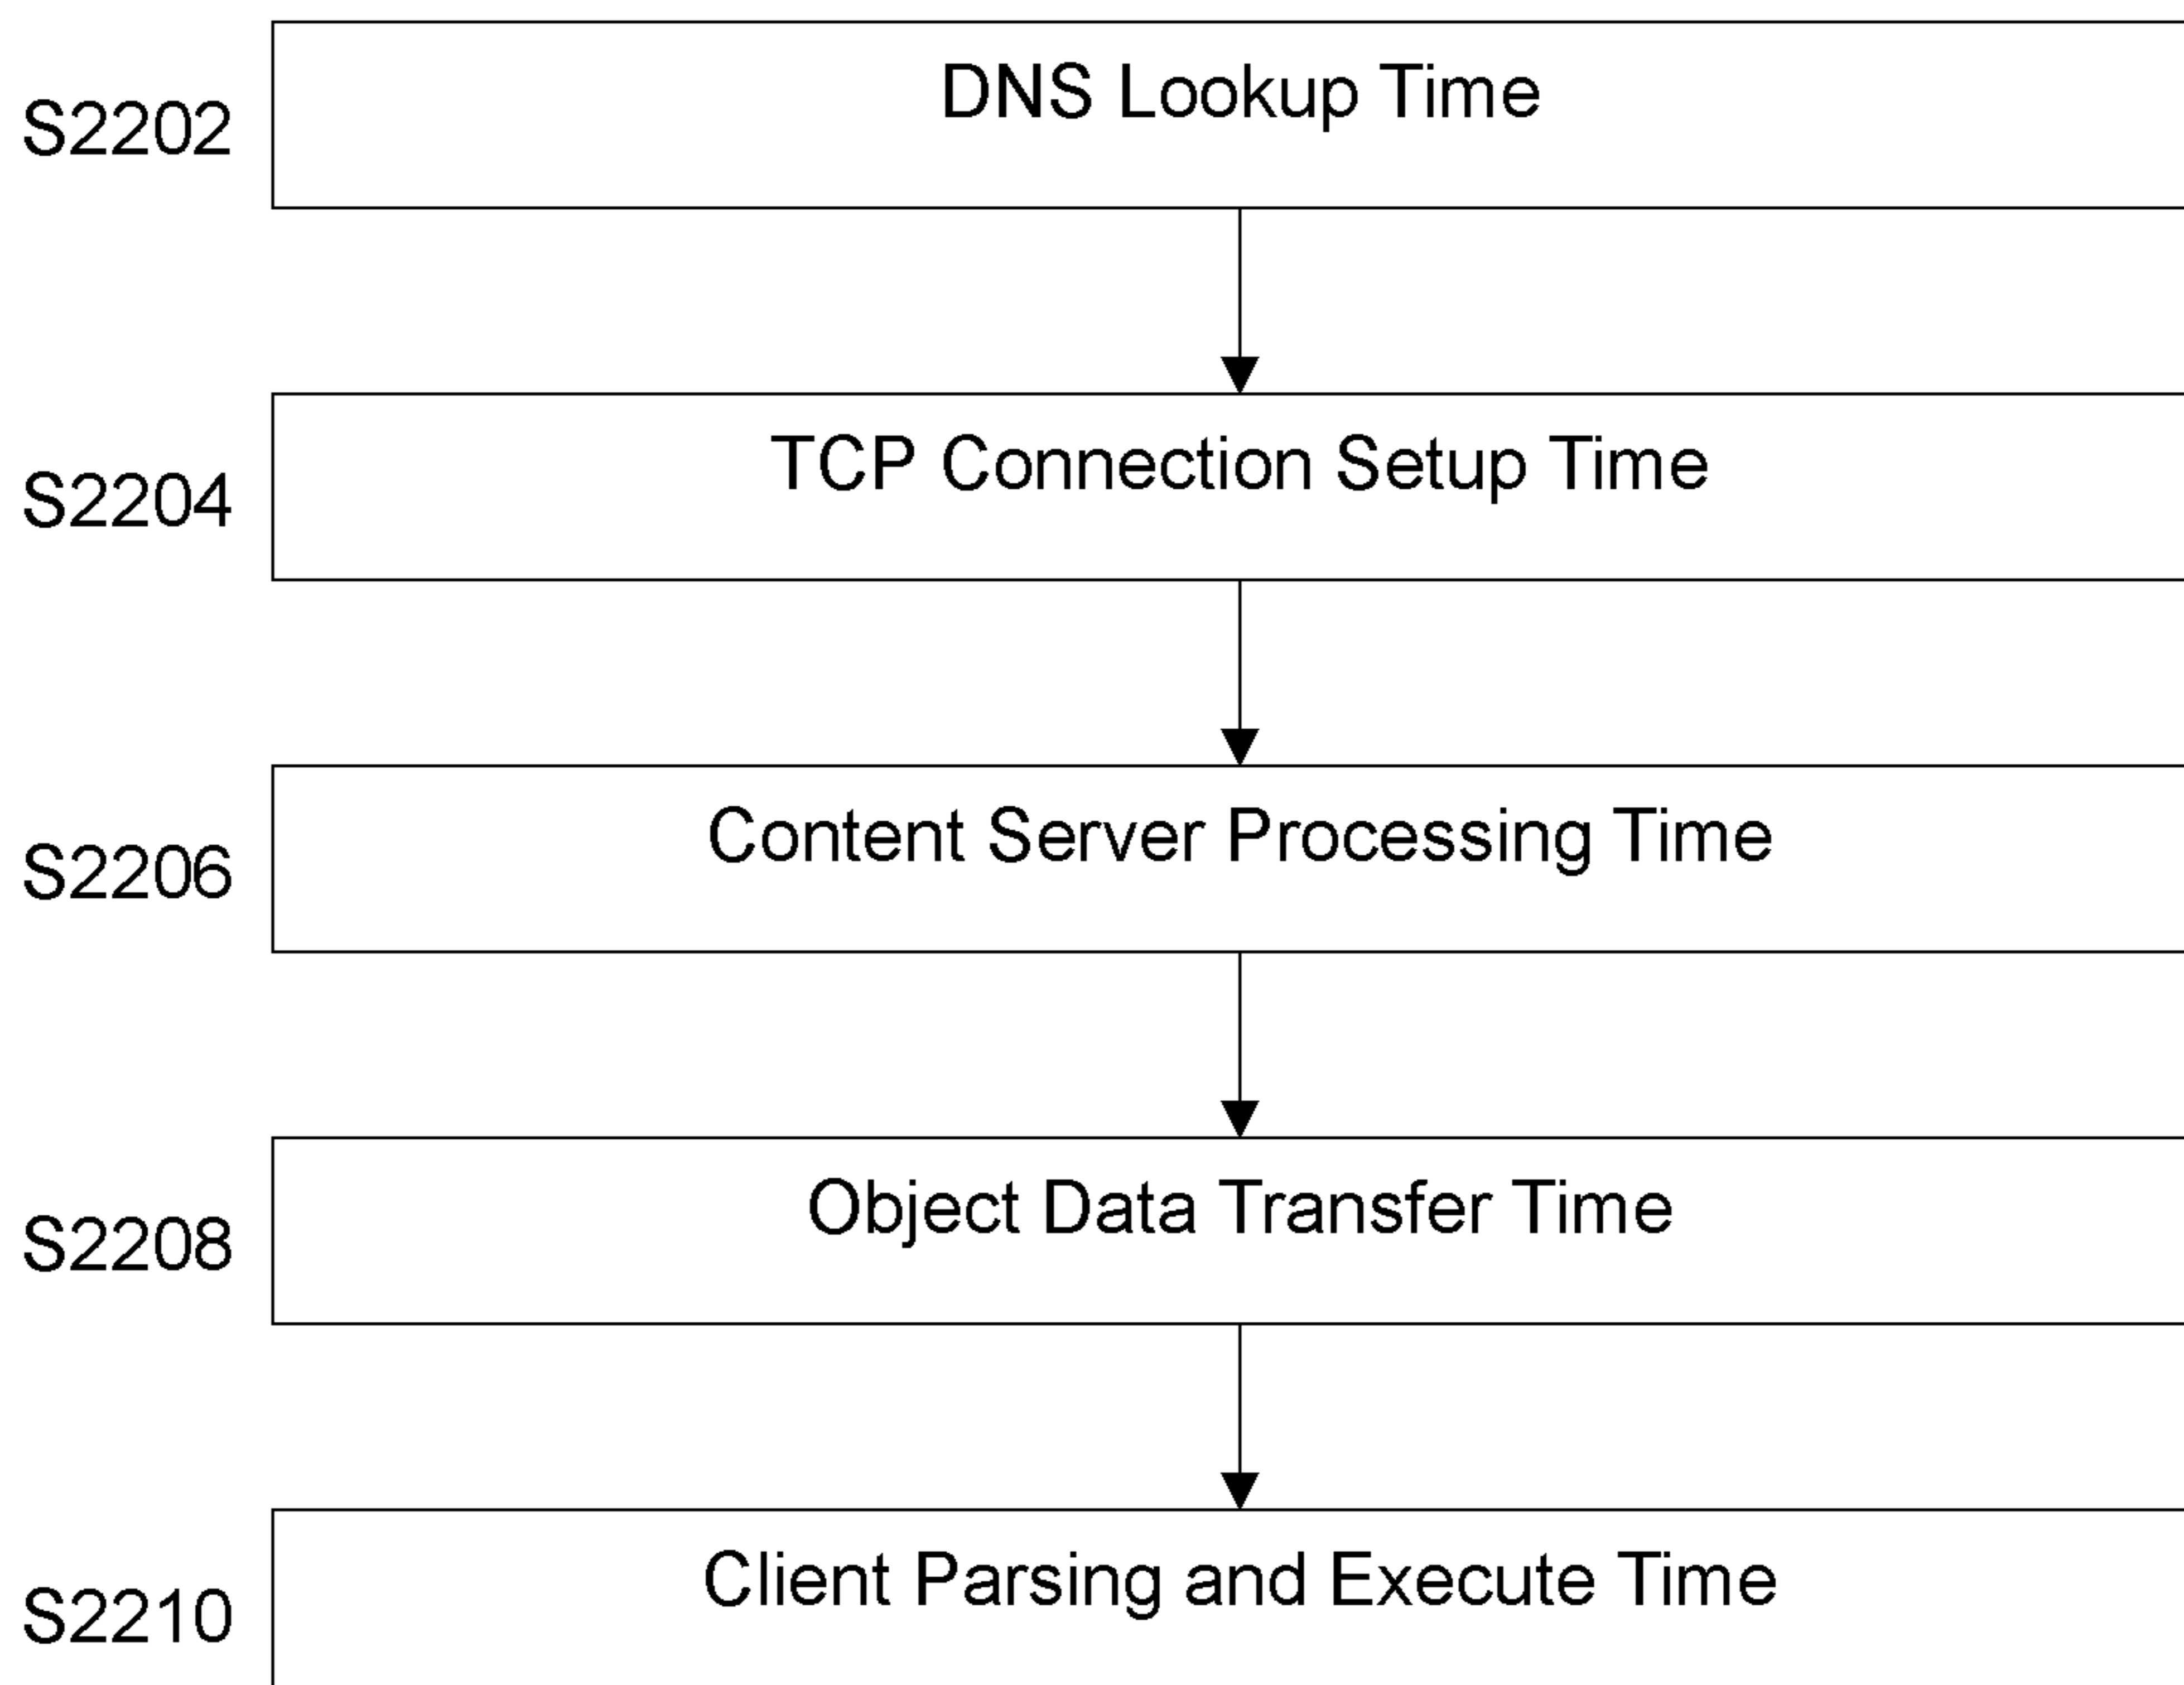 DNS Lookup Time
S2202
TCP Connection Setup Time
S2204
Content Server Processing Time
S2206
Object Data Transfer Time
S2208
Client Parsing and Execute Time
S2210